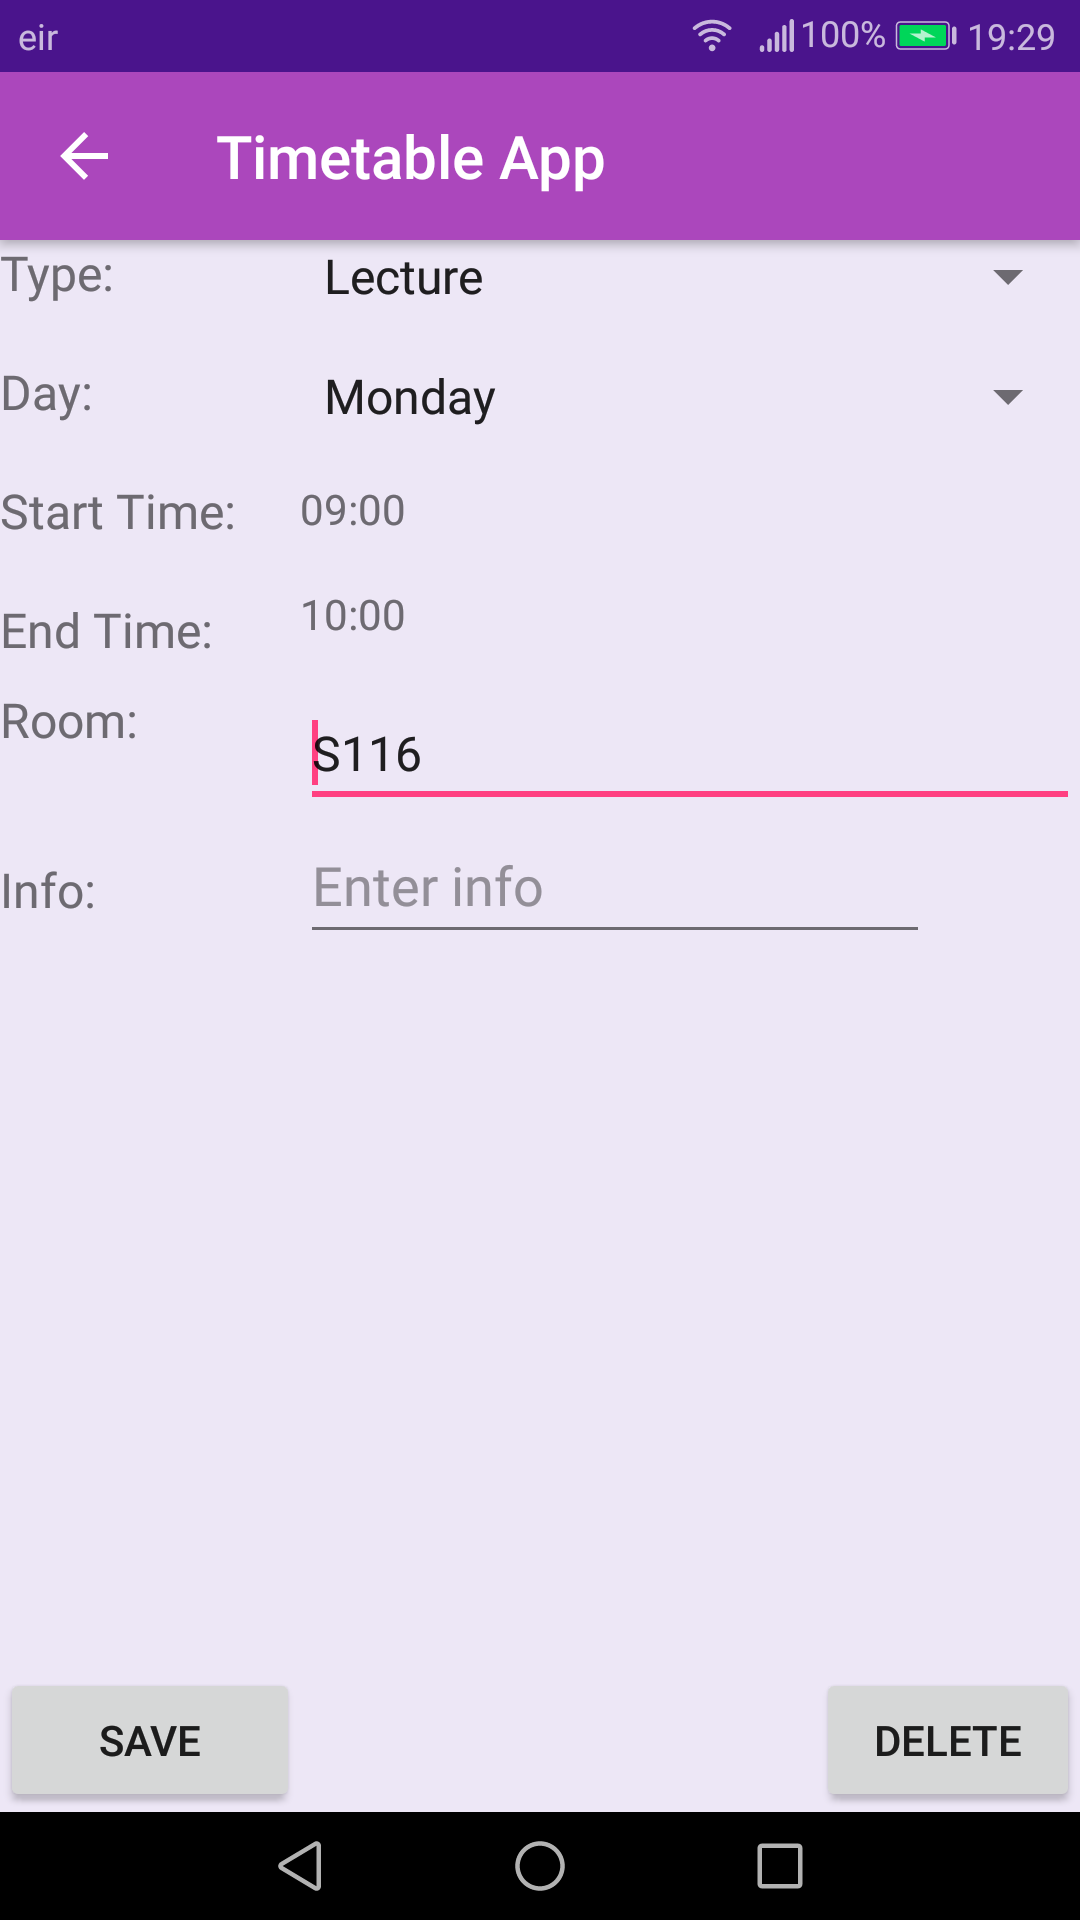 eir 100% 19:29
Timetable App
Type: Lecture
Day: Monday
Start Time: 09:00
End Time: 10:00
Room: S116
Info: Enter info
SAVE DELETE